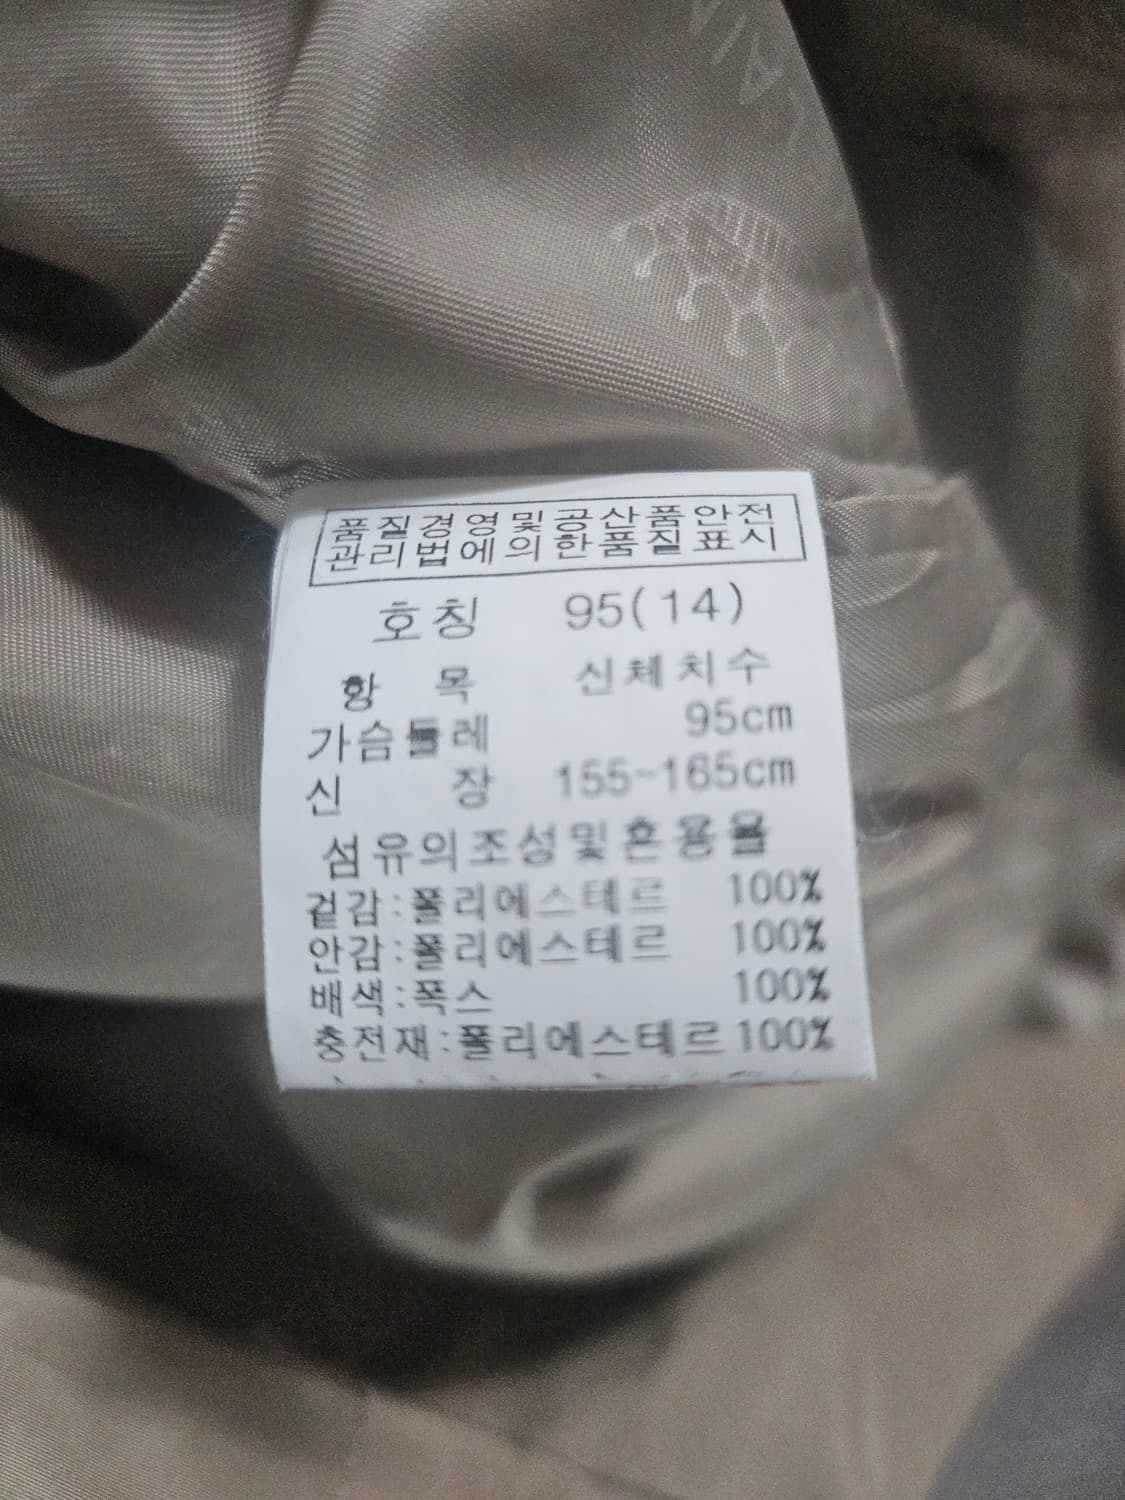 품질경영및공산품안전
관리법에의한품질표시
호칭 95(14)
항 목 신체치수
가슴둘레 95cm
신 장 155~165cm
섬유의조성및혼용율
겉감:폴리에스테르 100%
안감:폴리에스테르 100%
배색:폭스 100%
충전재:폴리에스테르 100%